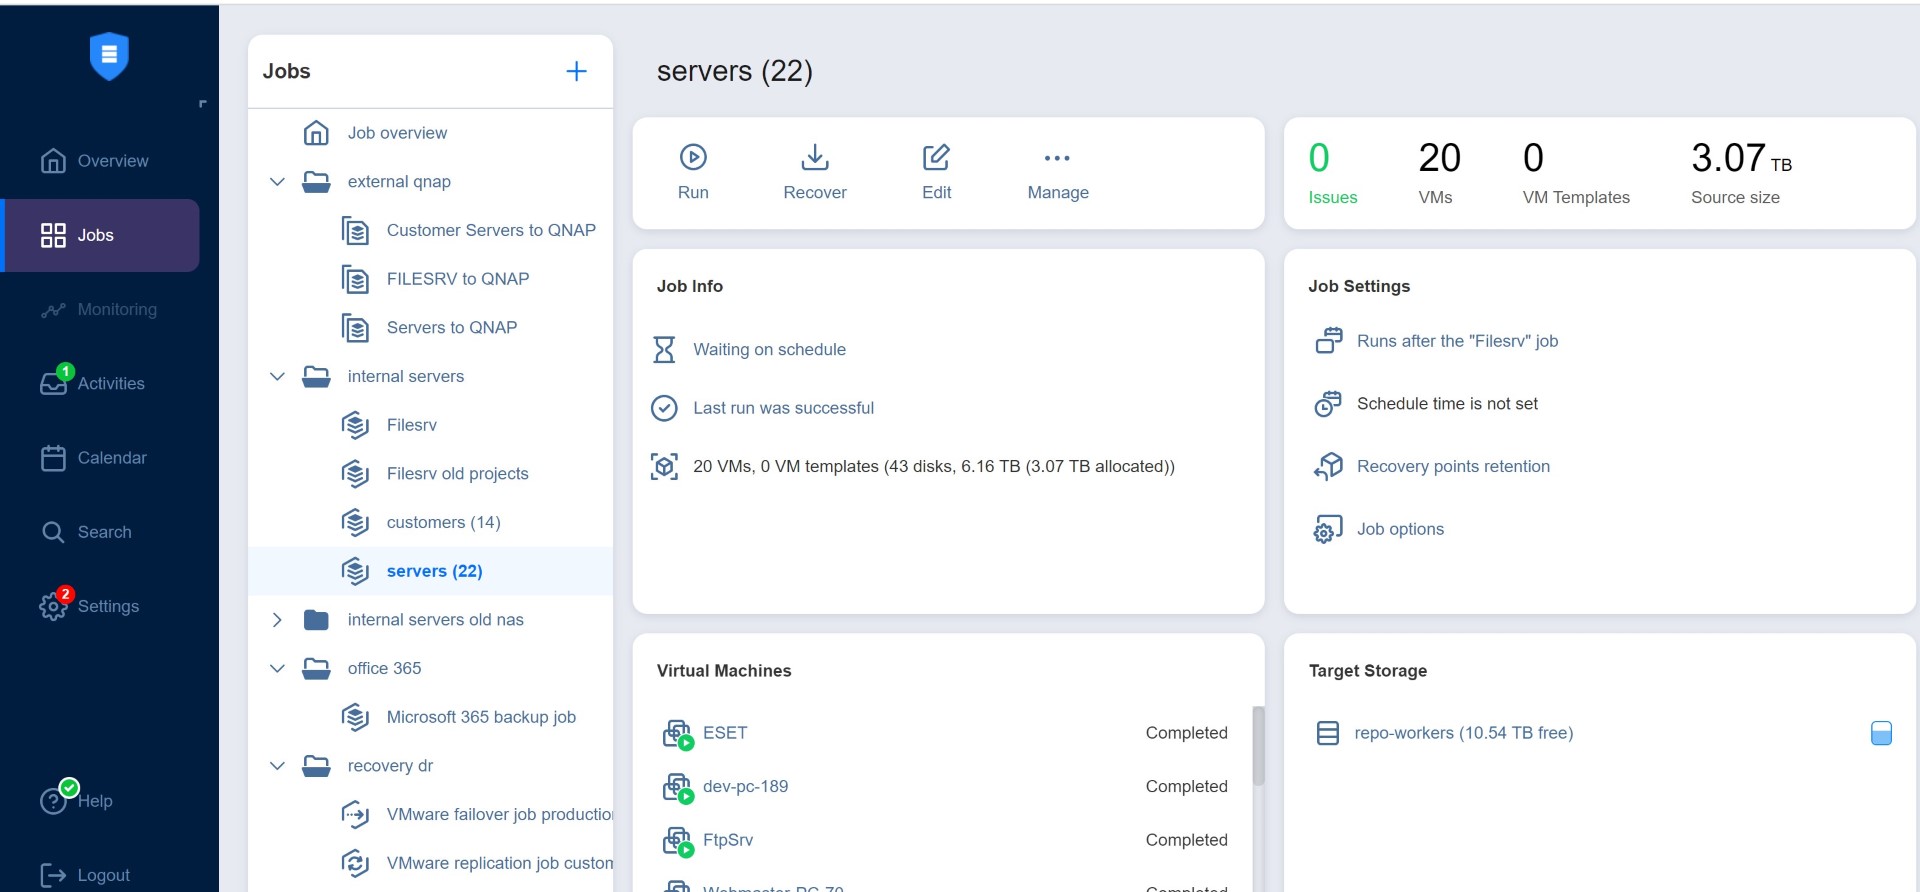 Overview
Jobs
Monitoring
1
Activities
Calendar
Search
2
Settings
Help
Logout
Jobs
Job overview
external qnap
Customer Servers to QNAP
FILESRV to QNAP
Servers to QNAP
internal servers
Filesrv
Filesrv old projects
customers (14)
servers (22)
internal servers old nas
office 365
Microsoft 365 backup job
recovery dr
VMware failover job productio
VMware replication job custom
servers (22)
Run
Recover
Edit
Manage
0 20 0 3.07 TB
Issues VMs VM Templates Source size
Job Info
Waiting on schedule
Last run was successful
20 VMs, 0 VM templates (43 disks, 6.16 TB (3.07 TB allocated))
Job Settings
Runs after the "Filesrv" job
Schedule time is not set
Recovery points retention
Job options
Virtual Machines
ESET Completed
dev-pc-189 Completed
FtpSrv Completed
Webmaster-PC-70 Completed
Target Storage
repo-workers (10.54 TB free)